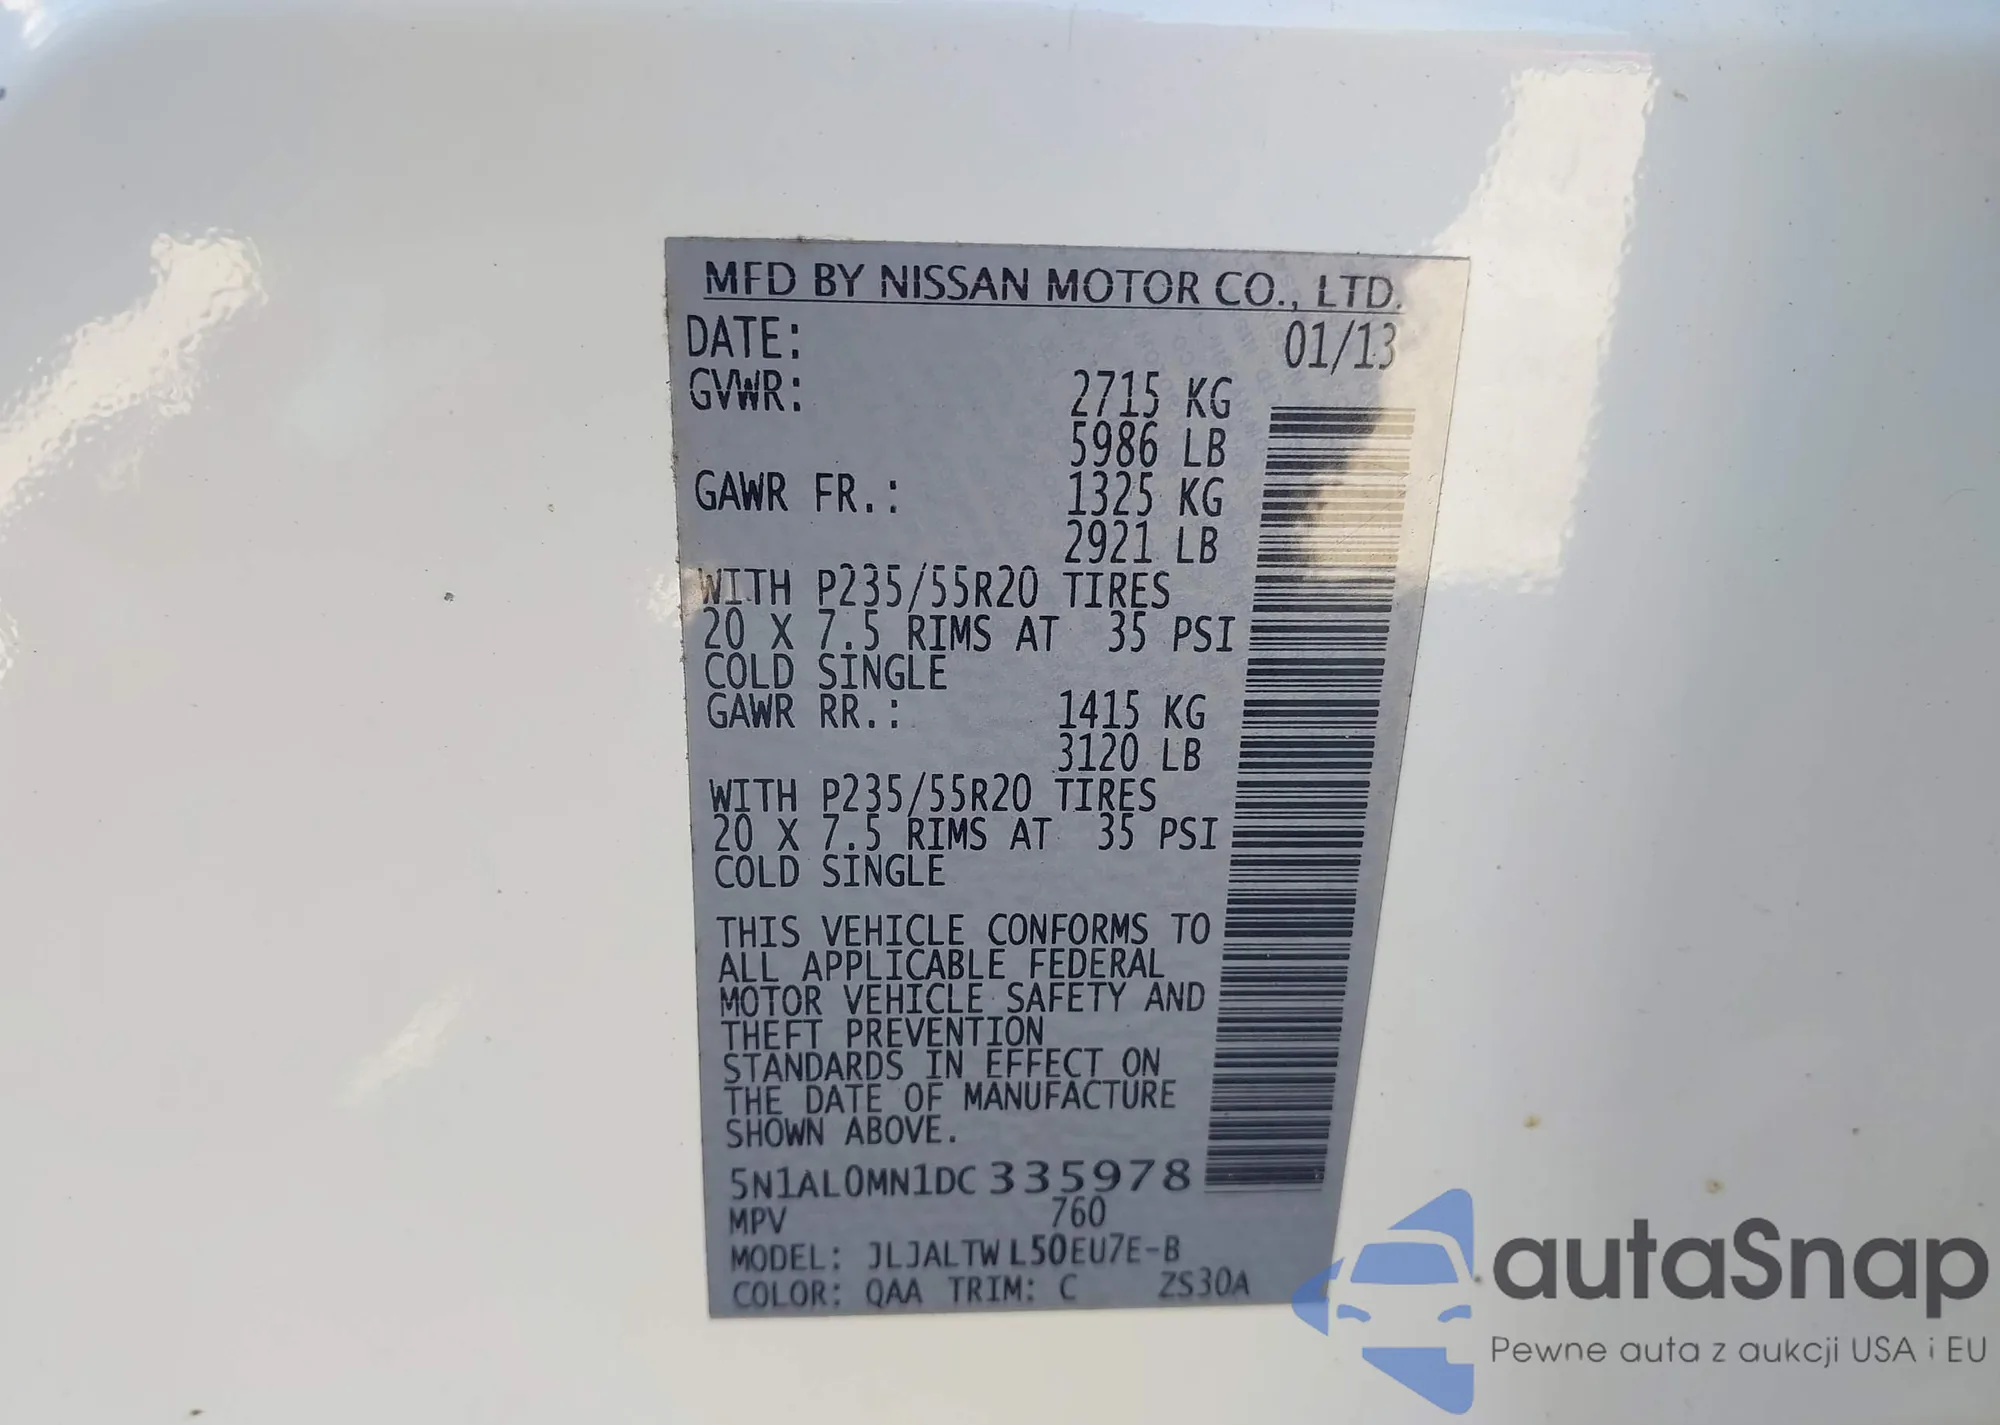 MFD BY NISSAN MOTOR CO., LTD.
DATE: 01/13
GVWR: 2715 KG
5986 LB
GAWR FR.: 1325 KG
2921 LB
WITH P235/55R20 TIRES
20 X 7.5 RIMS AT 35 PSI
COLD SINGLE
GAWR RR.: 1415 KG
3120 LB
WITH P235/55R20 TIRES
20 X 7.5 RIMS AT 35 PSI
COLD SINGLE
THIS VEHICLE CONFORMS TO
ALL APPLICABLE FEDERAL
MOTOR VEHICLE SAFETY AND
THEFT PREVENTION
STANDARDS IN EFFECT ON
THE DATE OF MANUFACTURE
SHOWN ABOVE.
5N1AL0MN1DC335978
MPV 760
MODEL: JLJALTWL50EU7E-B
COLOR: QAA TRIM: C ZS30A
autaSnap
Pewne auta z aukcji USA i EU